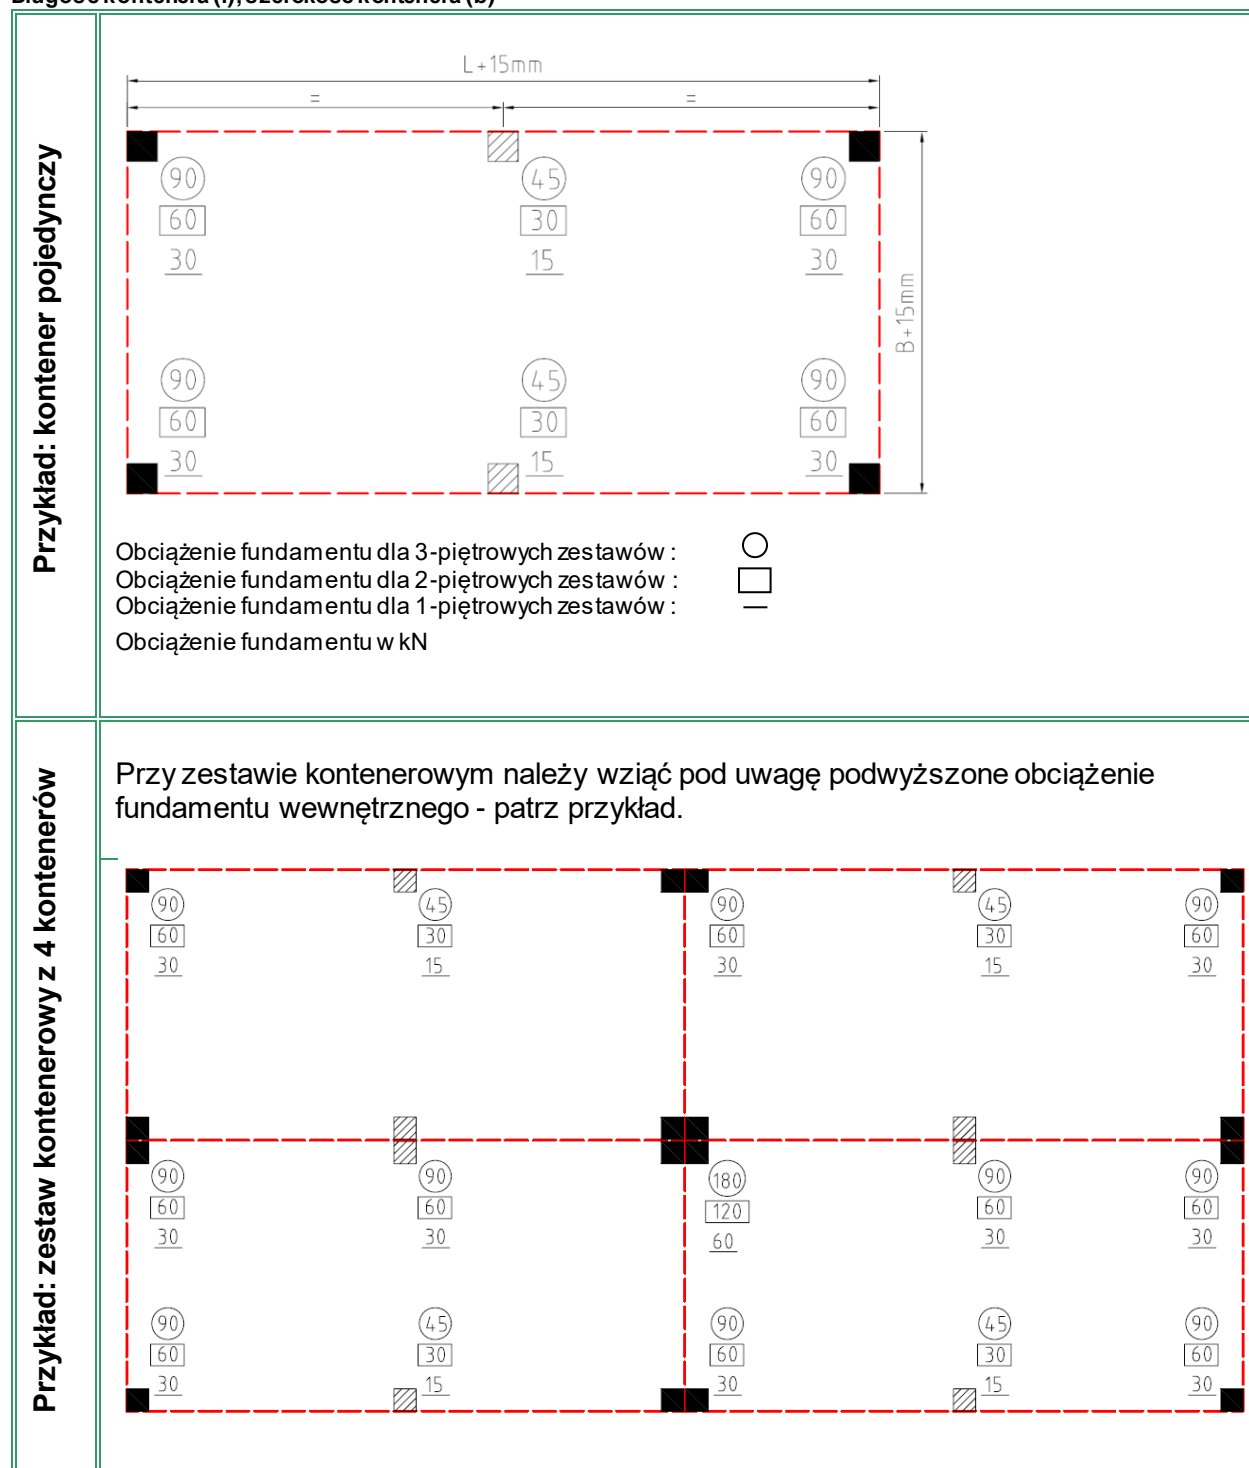 Długość kontenera (l), szerokość kontenera (b)
Przykład: kontener pojedynczy
L+15mm
= =
90 45 90
60 30 60
30 15 30
B+15mm
90 45 90
60 30 60
30 15 30
Obciążenie fundamentu dla 3-piętrowych zestawów :
Obciążenie fundamentu dla 2-piętrowych zestawów :
Obciążenie fundamentu dla 1-piętrowych zestawów :
Obciążenie fundamentu w kN
Przykład: zestaw kontenerowy z 4 kontenerów
Przy zestawie kontenerowym należy wziąć pod uwagę podwyższone obciążenie
fundamentu wewnętrznego - patrz przykład.
90 45 90 45 90
60 30 60 30 60
30 15 30 15 30
90 90 180 90 90
60 60 120 60 60
30 30 60 30 30
90 45 90 45 90
60 30 60 30 60
30 15 30 15 30